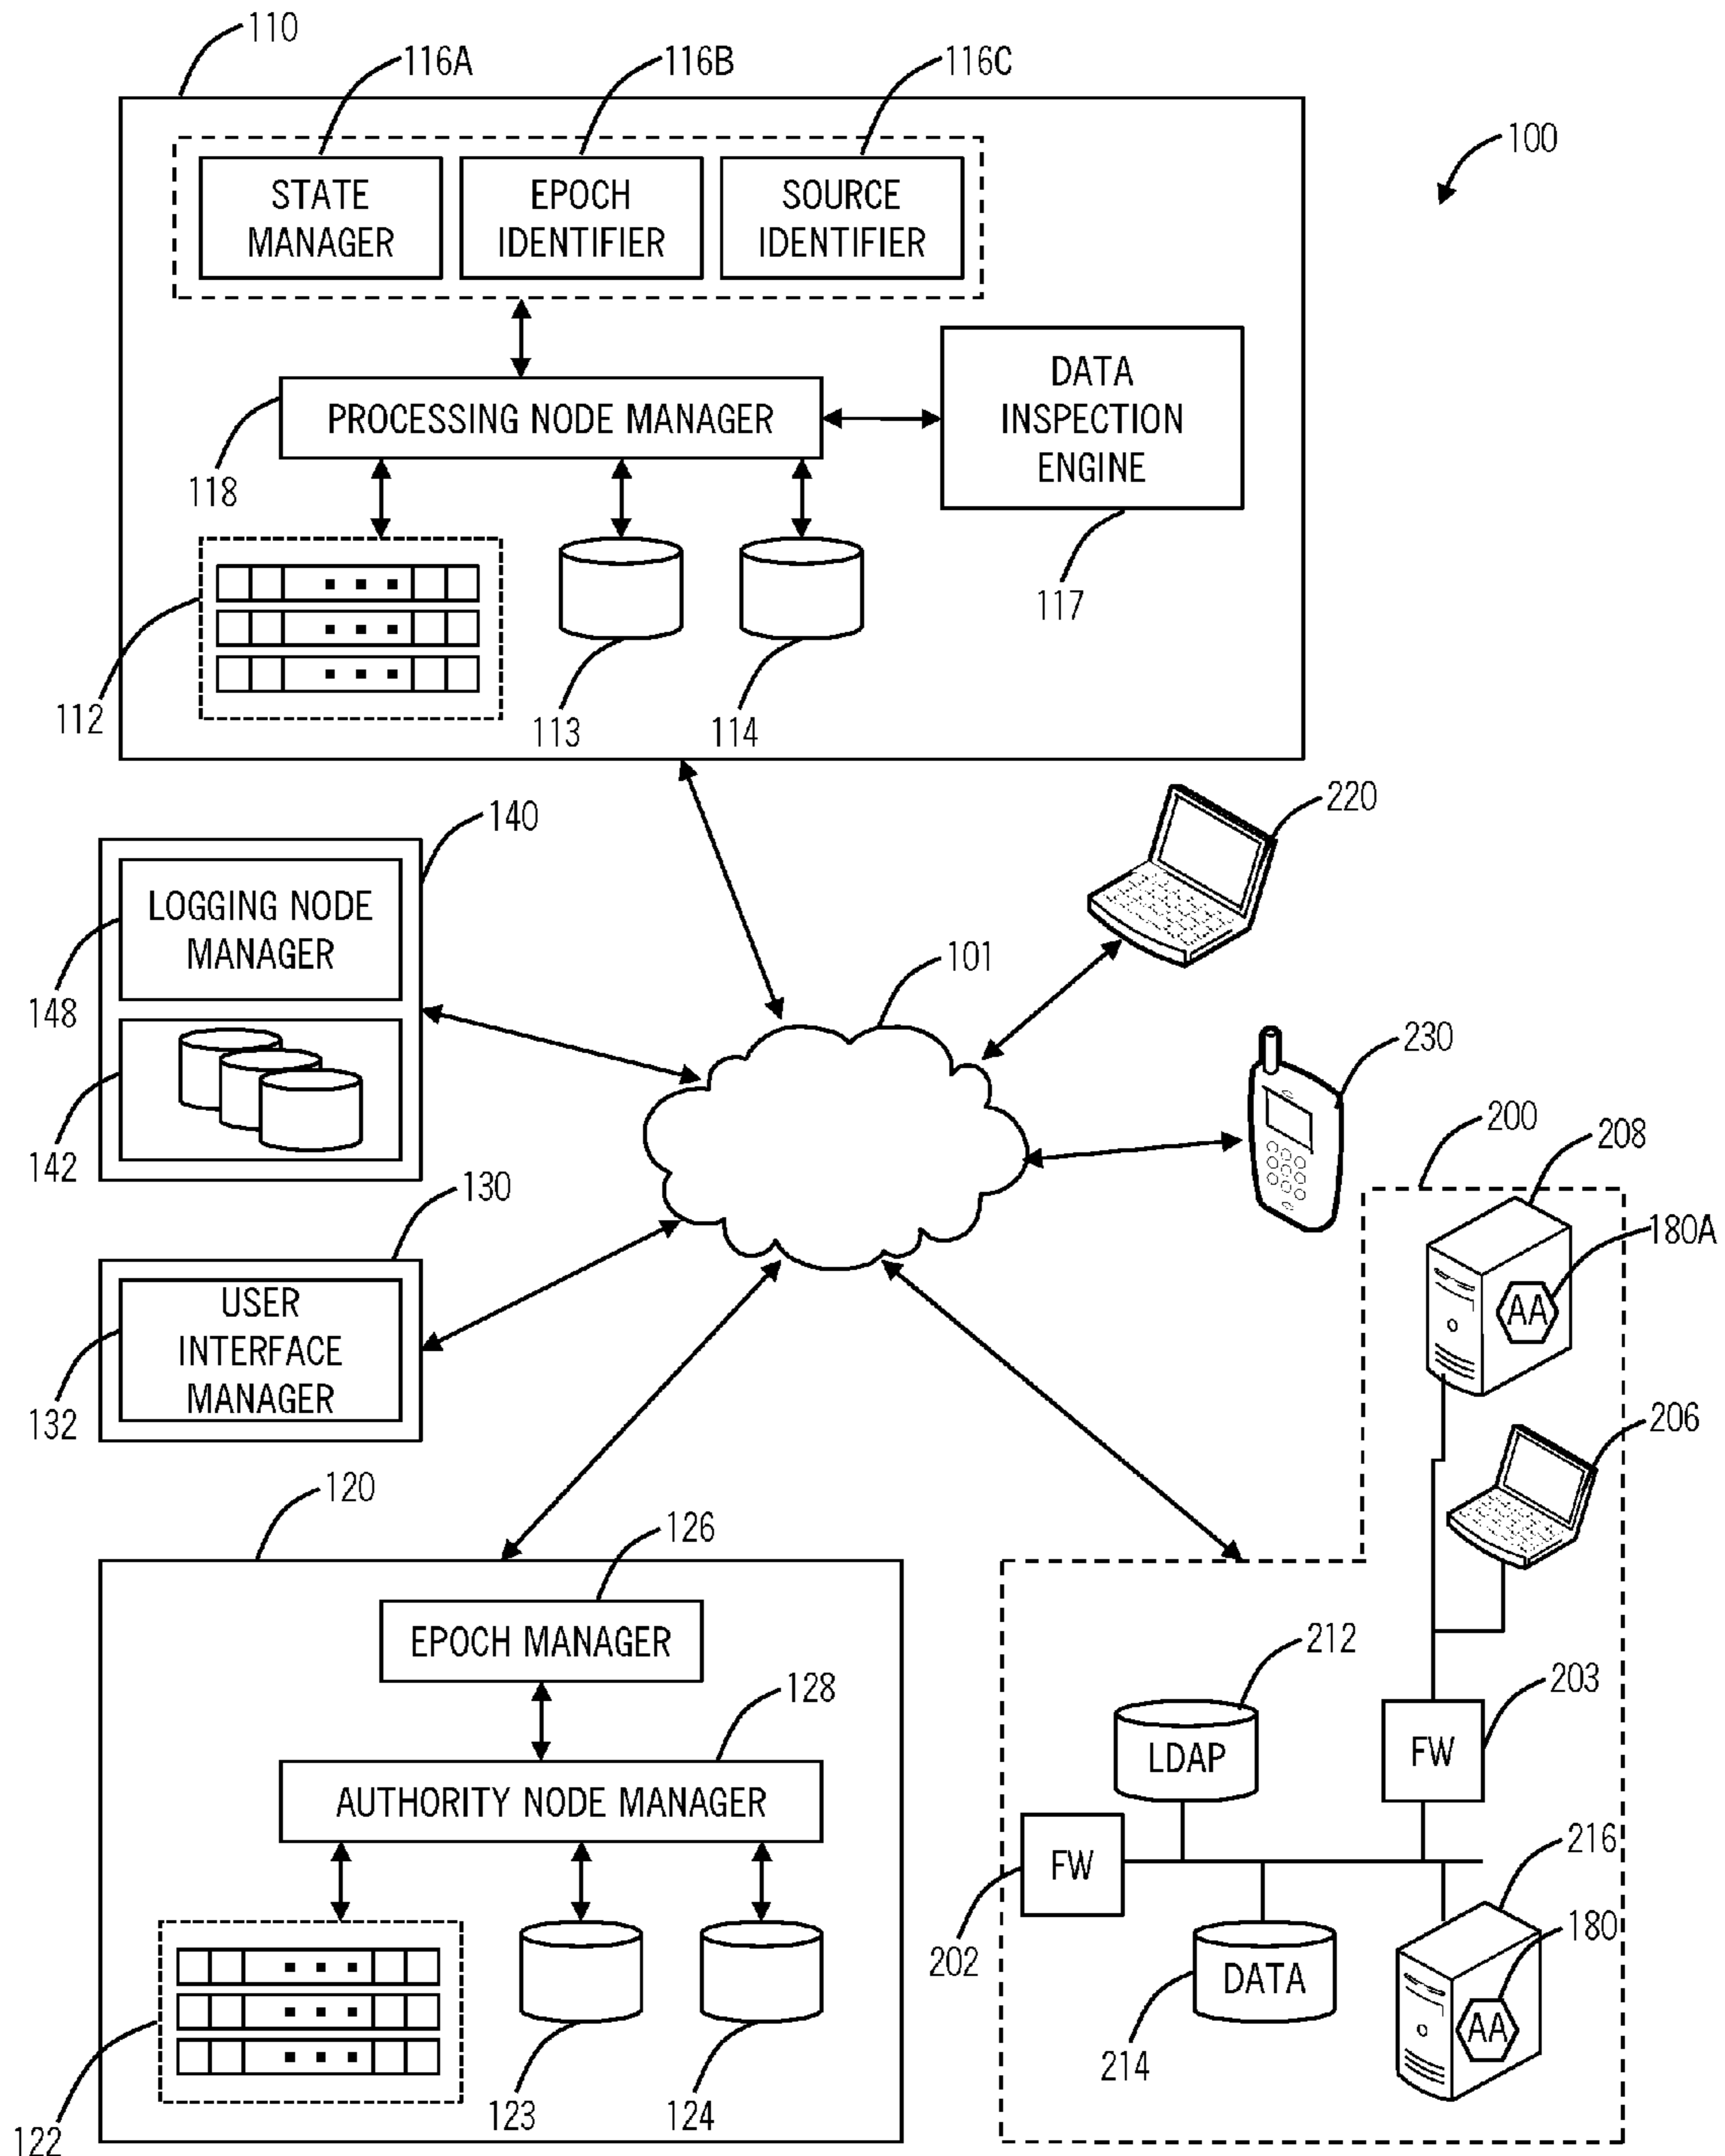 110
116A
116B
116C
100
STATE
MANAGER
EPOCH
IDENTIFIER
SOURCE
IDENTIFIER
PROCESSING NODE MANAGER
118
DATA
INSPECTION
ENGINE
117
112
113
114
220
140
LOGGING NODE
MANAGER
148
142
101
230
130
USER
INTERFACE
MANAGER
132
200
208
180A
AA
206
120
126
EPOCH MANAGER
128
AUTHORITY NODE MANAGER
122
123
124
212
LDAP
203
FW
FW
202
DATA
214
216
180
AA